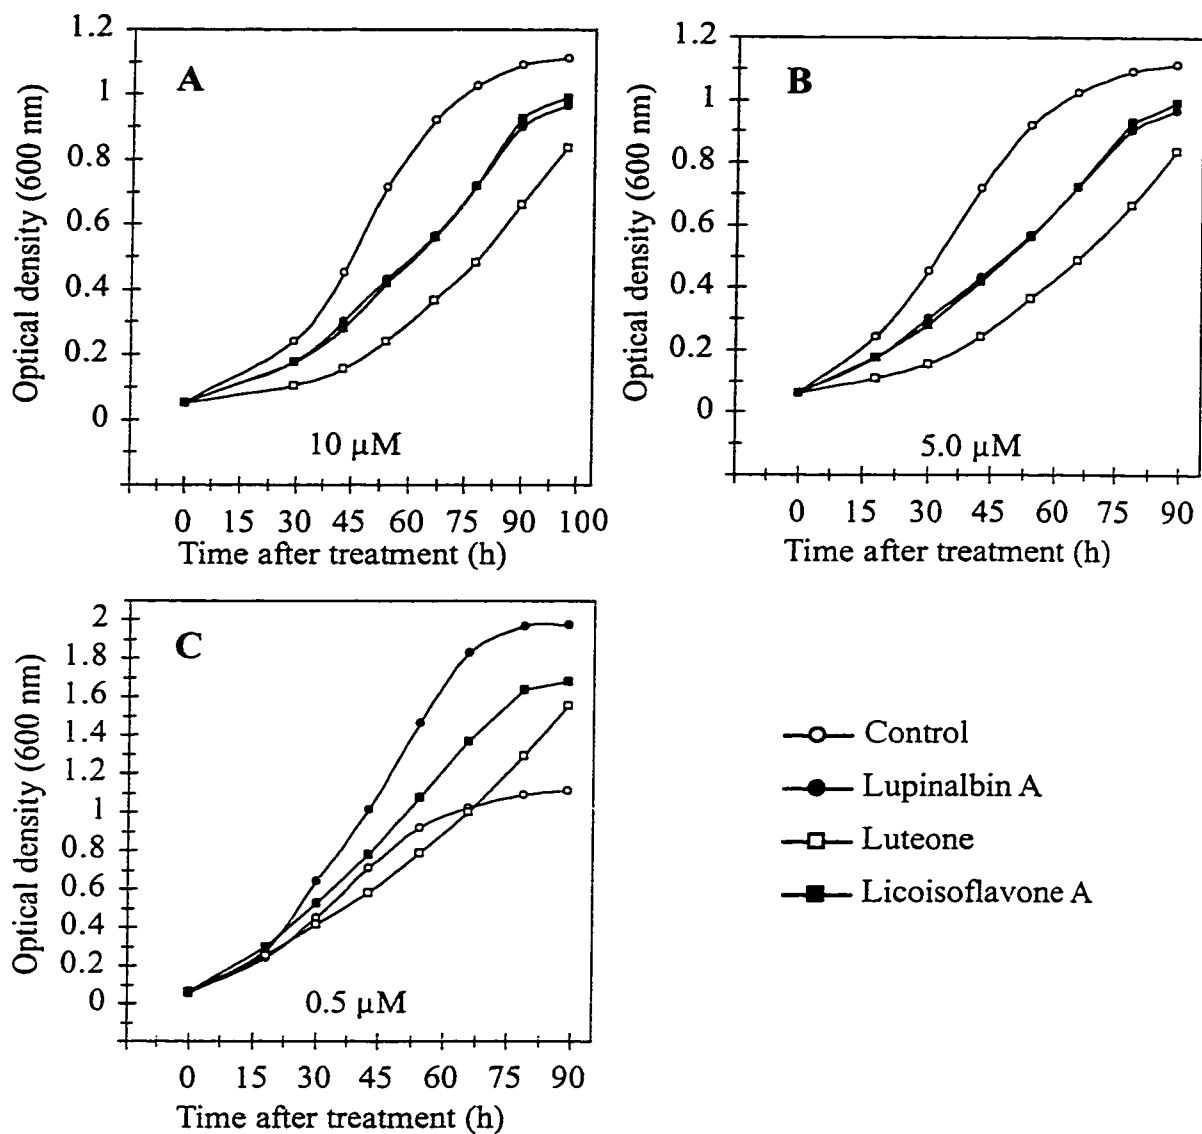 A
Optical density (600 nm)
1.2
1
0.8
0.6
0.4
0.2
0
10 µM
0 15 30 45 60 75 90 100
Time after treatment (h)
B
Optical density (600 nm)
1.2
1
0.8
0.6
0.4
0.2
0
5.0 µM
0 15 30 45 60 75 90
Time after treatment (h)
C
Optical density (600 nm)
2
1.8
1.6
1.4
1.2
1
0.8
0.6
0.4
0.2
0
0.5 µM
0 15 30 45 60 75 90
Time after treatment (h)
Control
Lupinalbin A
Luteone
Licoisoflavone A